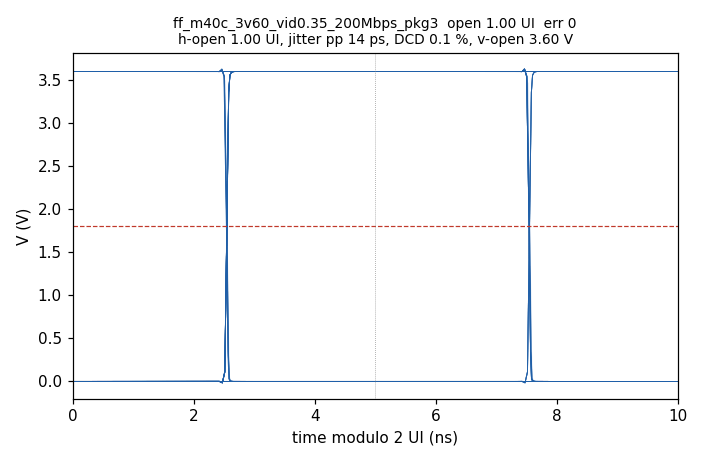 ff_m40c_3v60_vid0.35_200Mbps_pkg3  open 1.00 UI  err 0
h-open 1.00 UI, jitter pp 14 ps, DCD 0.1 %, v-open 3.60 V
3.5
3.0
2.5
2.0
1.5
1.0
0.5
0.0
V (V)
0 2 4 6 8 10
time modulo 2 UI (ns)